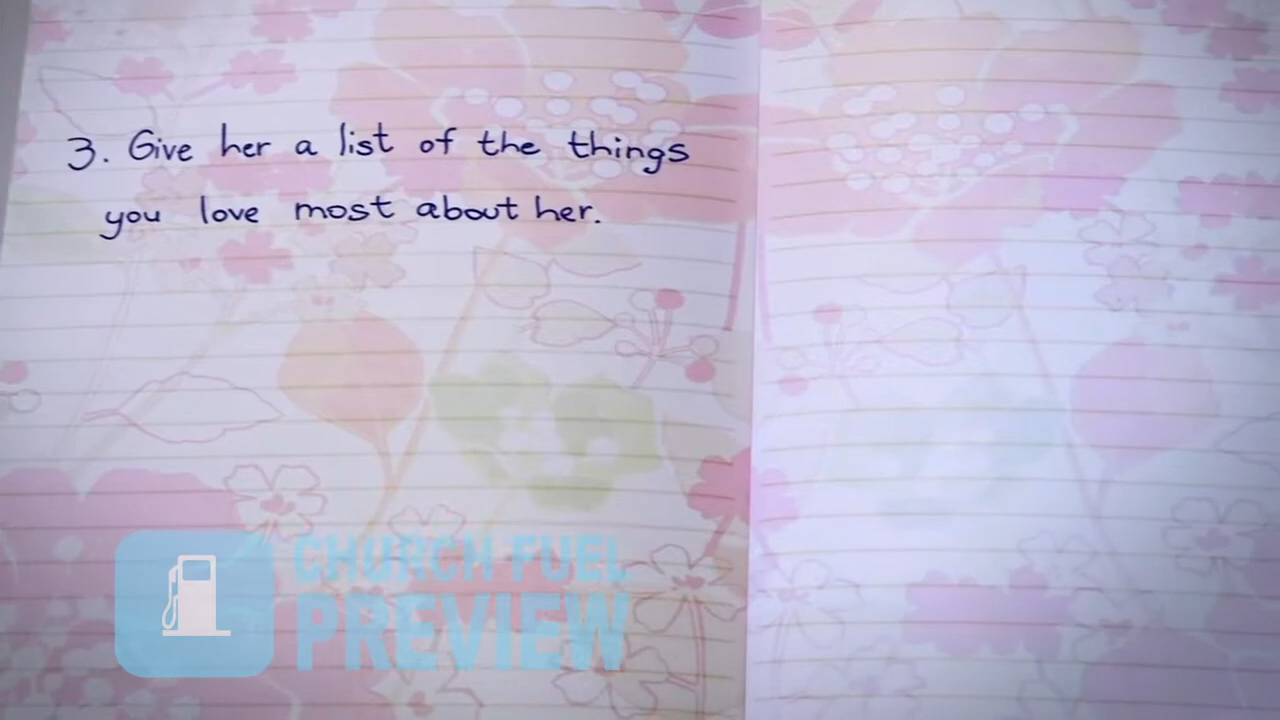 3. Give her a list of the things
you love most about her.
CHURCH FUEL
PREVIEW